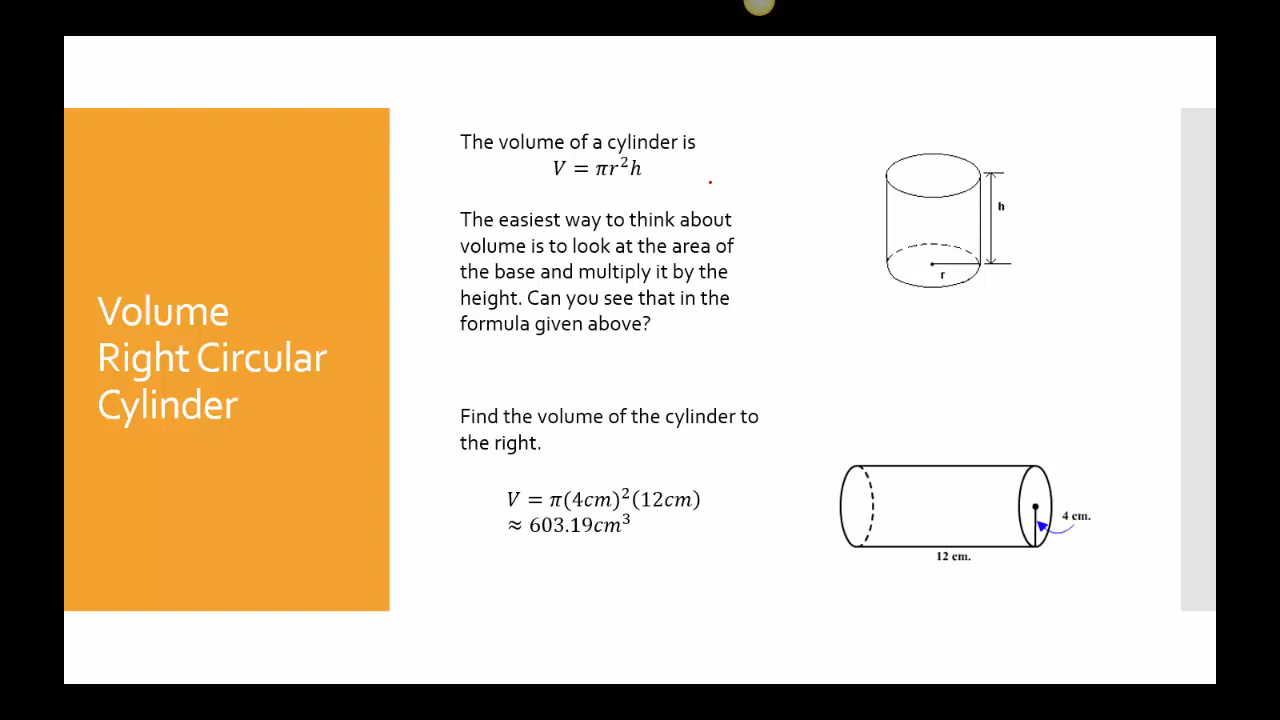 Volume
Right Circular
Cylinder
The volume of a cylinder is
V = πr²h
The easiest way to think about
volume is to look at the area of
the base and multiply it by the
height. Can you see that in the
formula given above?
h
r
Find the volume of the cylinder to
the right.
V = π(4cm)²(12cm)
≈ 603.19cm³
4 cm.
12 cm.